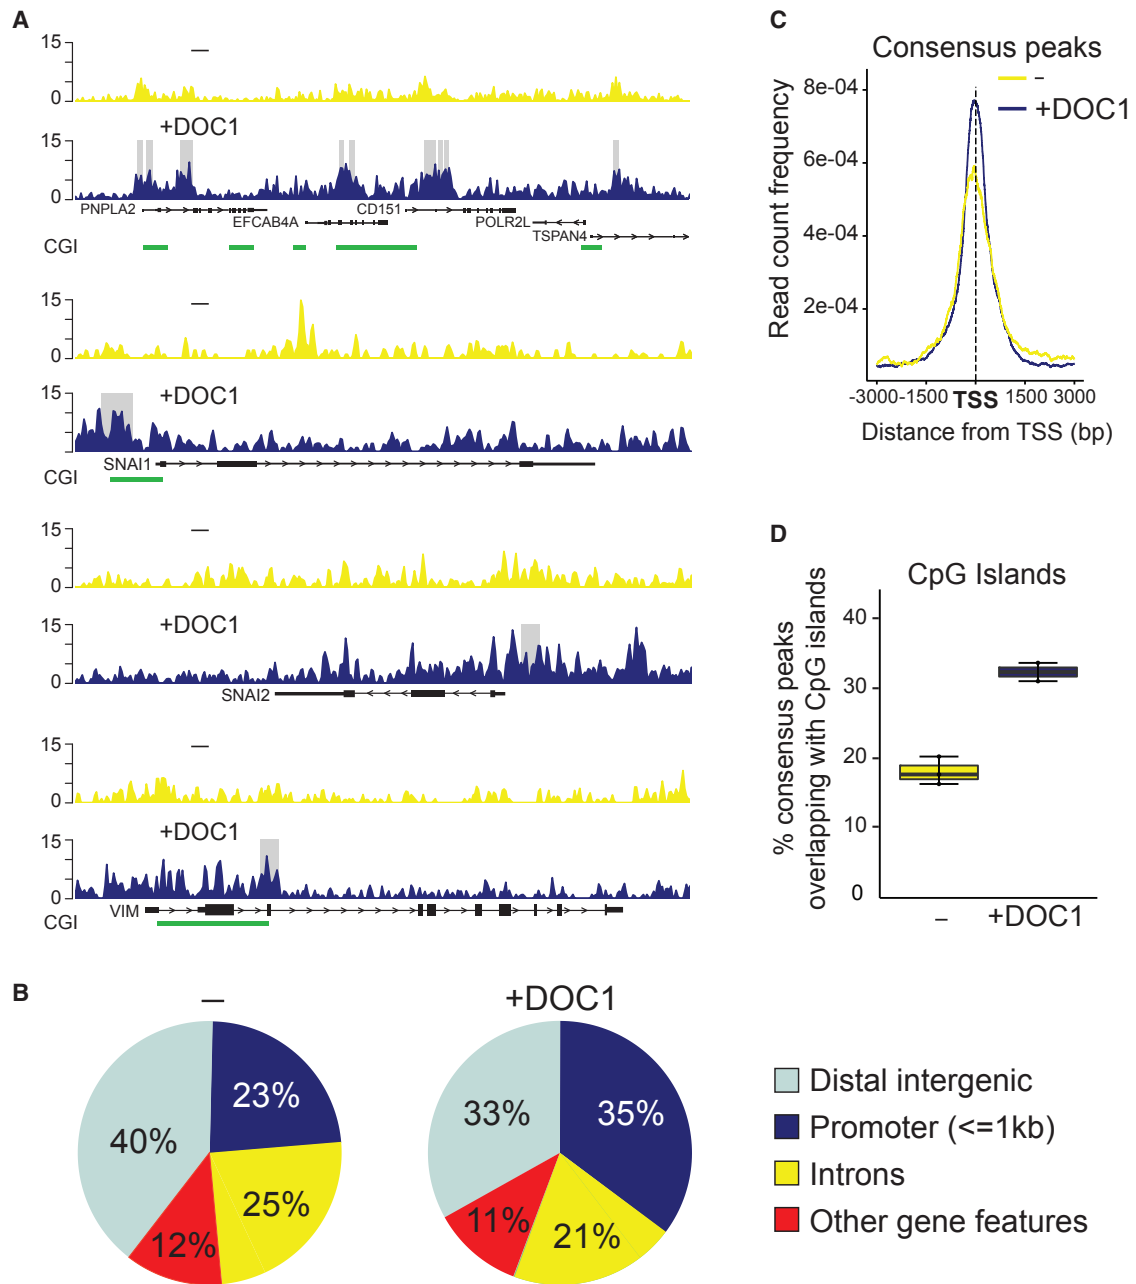 A
15
0
–
+DOC1
15
0
PNPLA2
EFCAB4A
CD151
POLR2L
TSPAN4
CGI
15
0
–
+DOC1
15
0
SNAI1
CGI
15
0
–
+DOC1
15
0
SNAI2
15
0
–
+DOC1
15
0
VIM
CGI
B
–
40%
23%
25%
12%
+DOC1
33%
35%
21%
11%
Distal intergenic
Promoter (<=1kb)
Introns
Other gene features
C
Consensus peaks
–
+DOC1
Read count frequency
8e-04
6e-04
4e-04
2e-04
-3000 -1500 TSS 1500 3000
Distance from TSS (bp)
D
CpG Islands
% consensus peaks
overlapping with CpG islands
40
30
20
10
0
– +DOC1